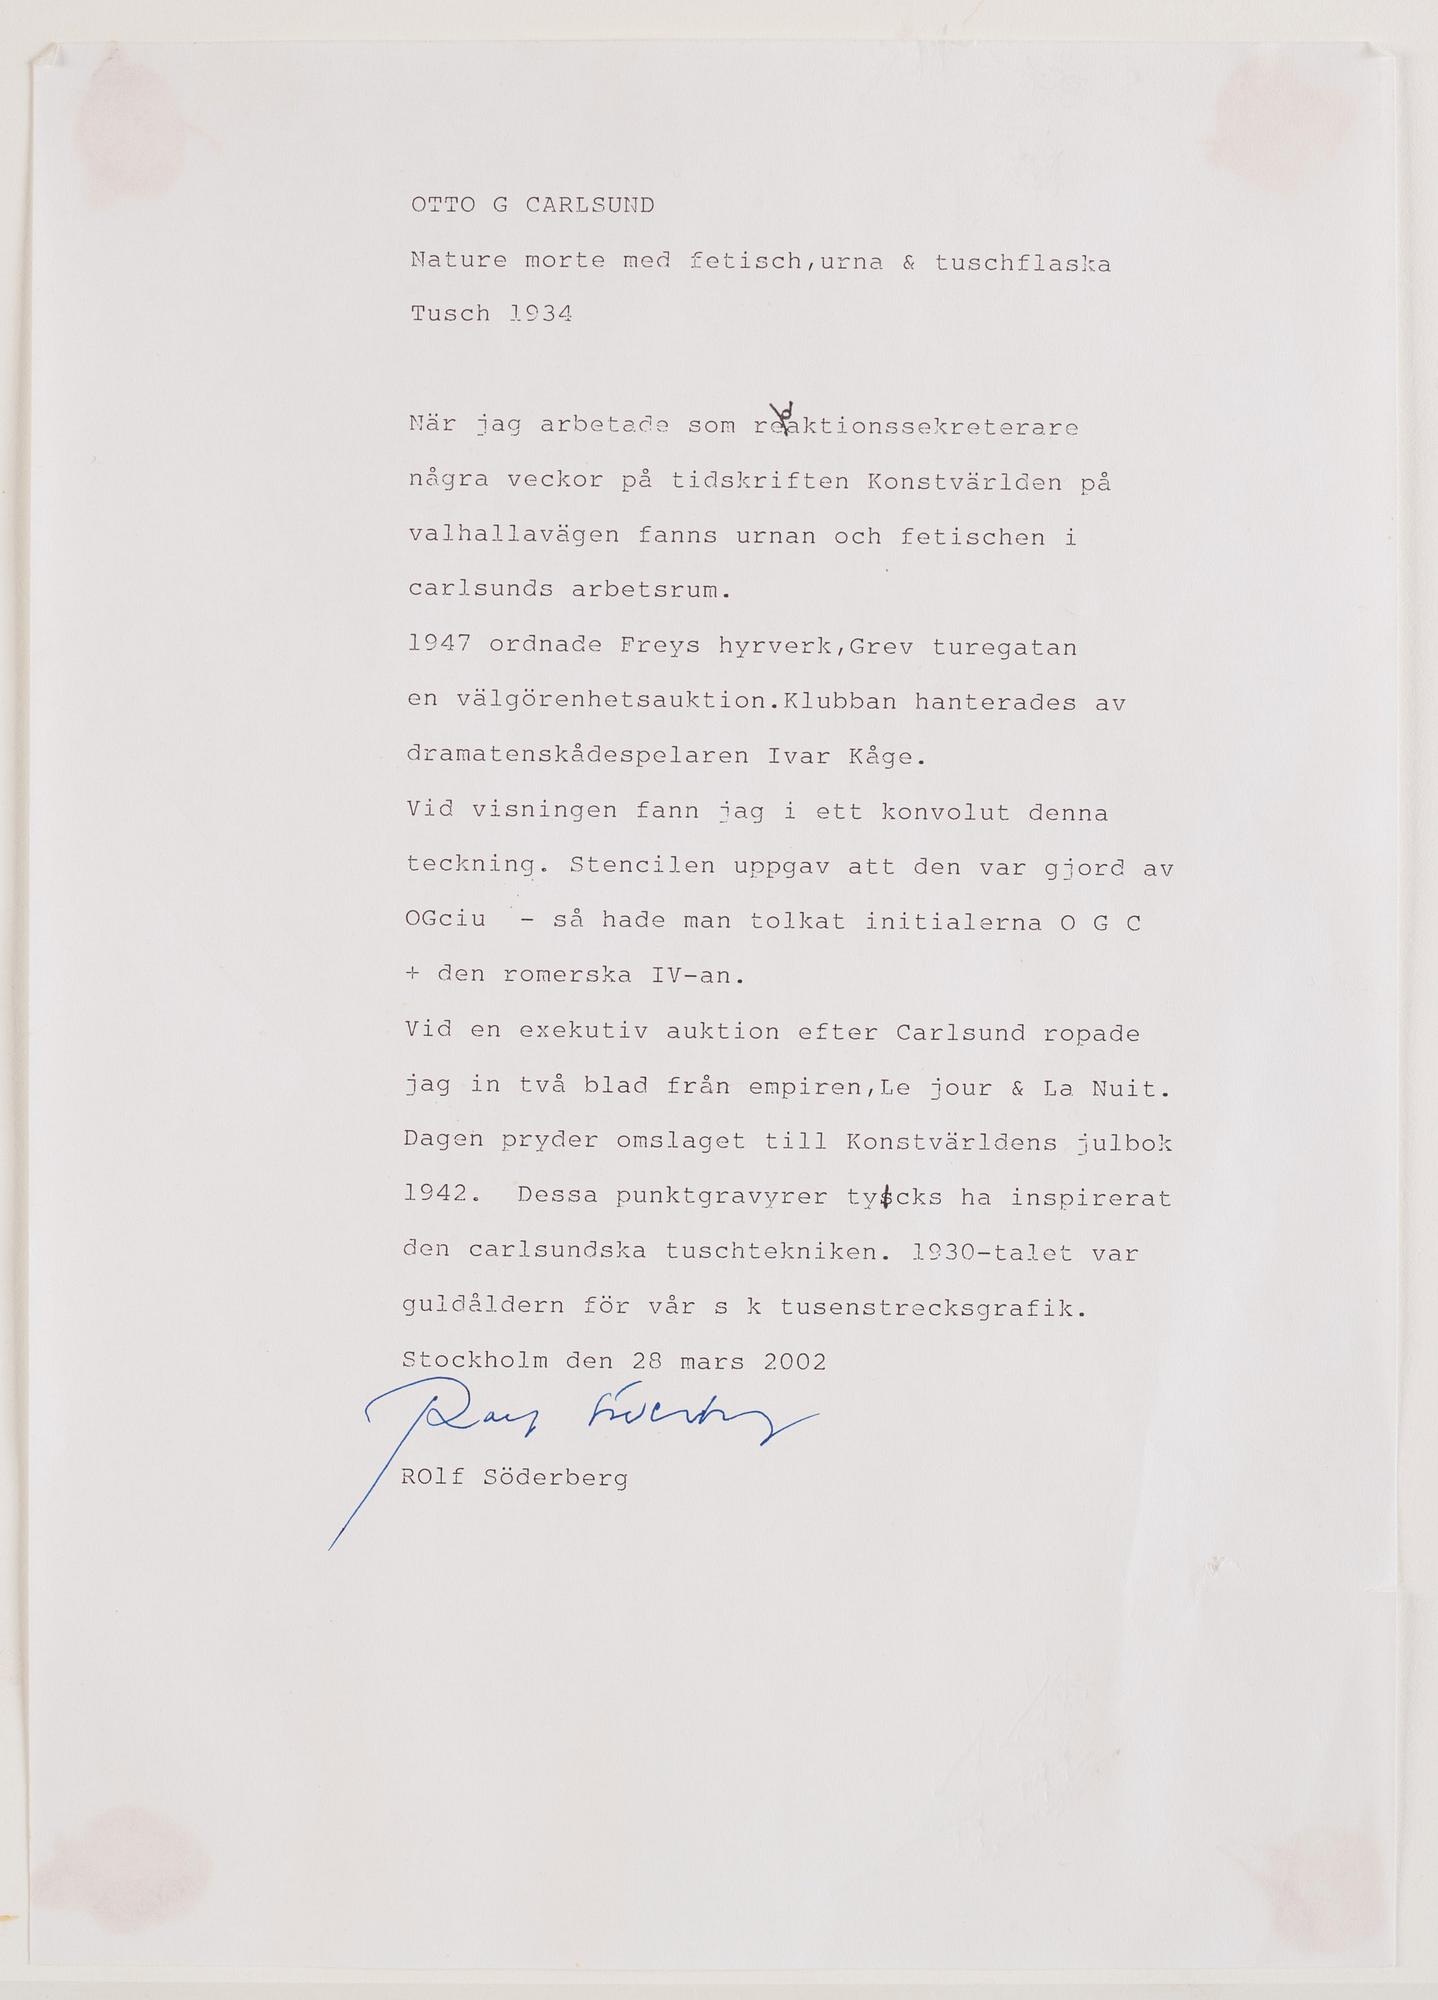 OTTO G CARLSUND
Nature morte med fetisch,urna & tuschflaska
Tusch 1934
När jag arbetade som redaktionssekreterare
några veckor på tidskriften Konstvärlden på
valhallavägen fanns urnan och fetischen i
carlsunds arbetsrum.
1947 ordnade Freys hyrverk,Grev turegatan
en välgörenhetsauktion.Klubban hanterades av
dramatenskådespelaren Ivar Kåge.
Vid visningen fann jag i ett konvolut denna
teckning. Stencilen uppgav att den var gjord av
OGciu - så hade man tolkat initialerna O G C
+ den romerska IV-an.
Vid en exekutiv auktion efter Carlsund ropade
jag in två blad från empiren,Le jour & La Nuit.
Dagen pryder omslaget till Konstvärldens julbok
1942. Dessa punktgravyrer tycks ha inspirerat
den carlsundska tuschtekniken. 1930-talet var
guldåldern för vår s k tusenstrecksgrafik.
Stockholm den 28 mars 2002
Rolf Söderberg
ROlf Söderberg